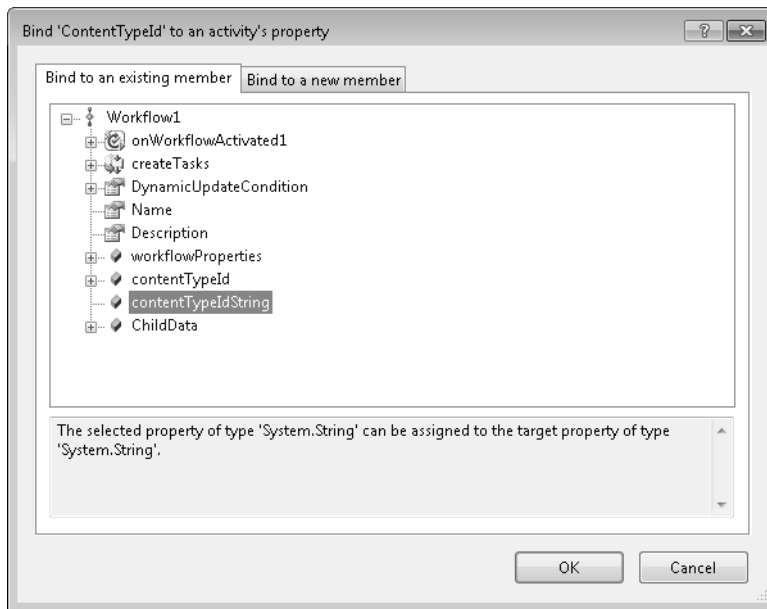 Bind 'ContentTypeId' to an activity's property
?
Bind to an existing member Bind to a new member
Workflow1
onWorkflowActivated1
createTasks
DynamicUpdateCondition
Name
Description
workflowProperties
contentTypeId
contentTypeIdString
ChildData
The selected property of type 'System.String' can be assigned to the target property of type
'System.String'.
OK Cancel